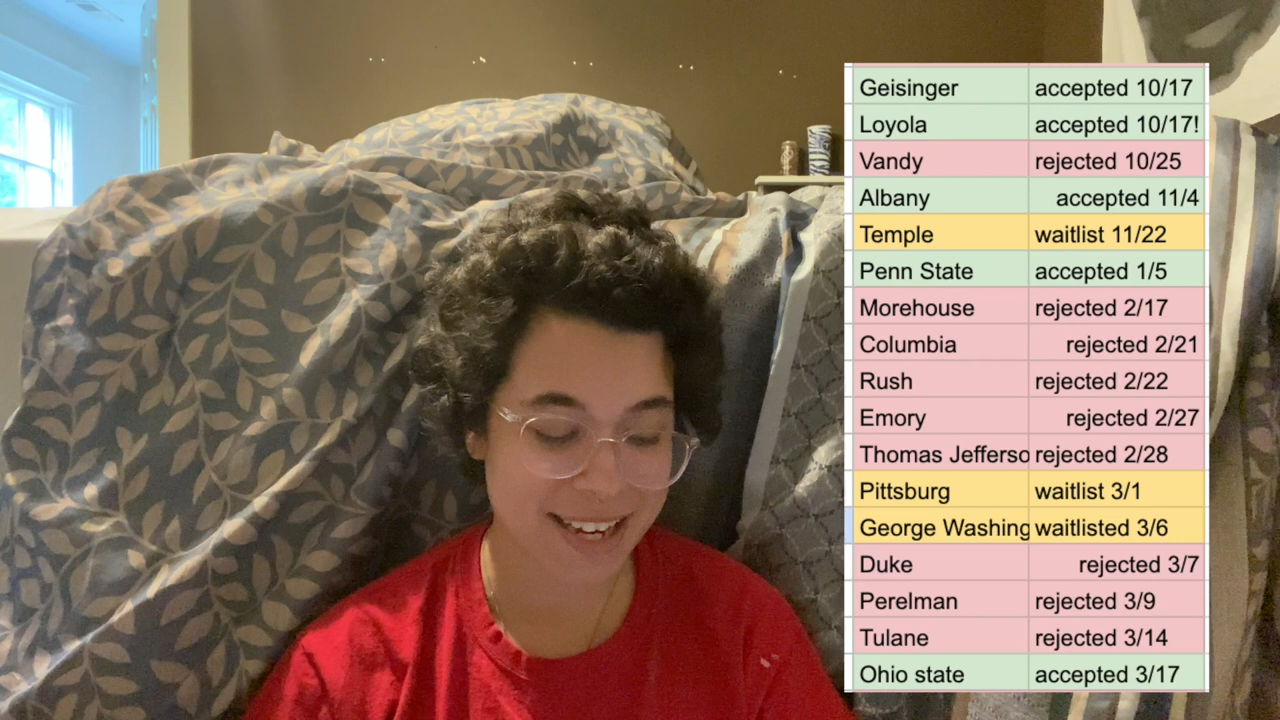 Geisinger accepted 10/17
Loyola accepted 10/17!
Vandy rejected 10/25
Albany accepted 11/4
Temple waitlist 11/22
Penn State accepted 1/5
Morehouse rejected 2/17
Columbia rejected 2/21
Rush rejected 2/22
Emory rejected 2/27
Thomas Jefferso rejected 2/28
Pittsburg waitlist 3/1
George Washing waitlisted 3/6
Duke rejected 3/7
Perelman rejected 3/9
Tulane rejected 3/14
Ohio state accepted 3/17